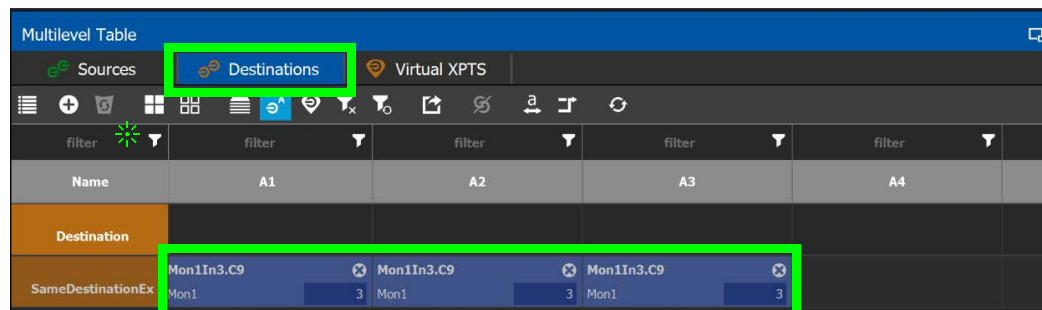 Multilevel Table
Sources Destinations Virtual XPTS
a
filter filter filter filter filter
Name A1 A2 A3 A4
Destination
Mon1In3.C9 Mon1In3.C9 Mon1In3.C9
SameDestinationEx Mon1 3 Mon1 3 Mon1 3